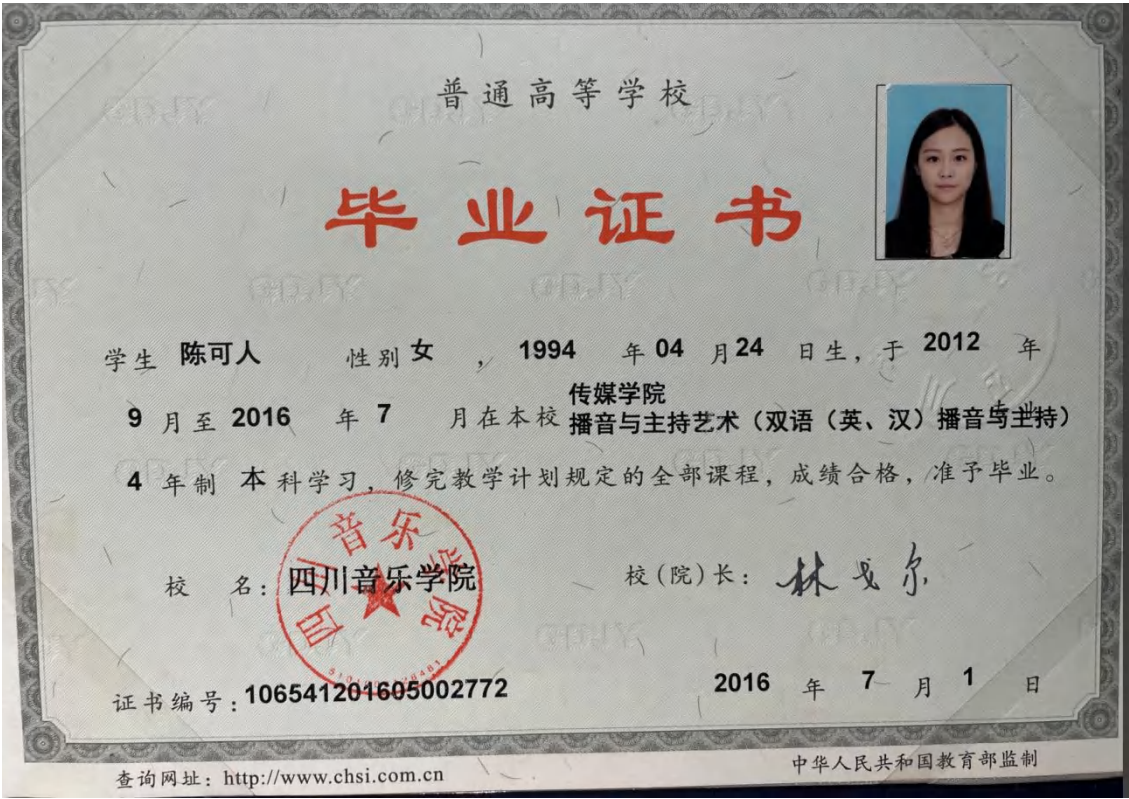 普通高等学校
毕业证书
学生 陈可人 性别 女 ， 1994 年 04 月 24 日生，于 2012 年
9 月至 2016 年 7 月在本校 传媒学院
播音与主持艺术（双语（英、汉）播音与主持） 专业
4 年制 本 科学习，修完教学计划规定的全部课程，成绩合格，准予毕业。
四川音乐学院
校 名：四川音乐学院 校(院)长： 林戈尔
证书编号：106541201605002772 2016 年 7 月 1 日
查询网址：http://www.chsi.com.cn 中华人民共和国教育部监制